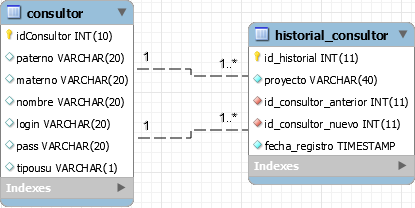 consultor
idConsultor INT(10)
paterno VARCHAR(20)
materno VARCHAR(20)
nombre VARCHAR(20)
login VARCHAR(20)
pass VARCHAR(20)
tipousu VARCHAR(1)
Indexes
1
1..*
1
1..*
historial_consultor
id_historial INT(11)
proyecto VARCHAR(40)
id_consultor_anterior INT(11)
id_consultor_nuevo INT(11)
fecha_registro TIMESTAMP
Indexes